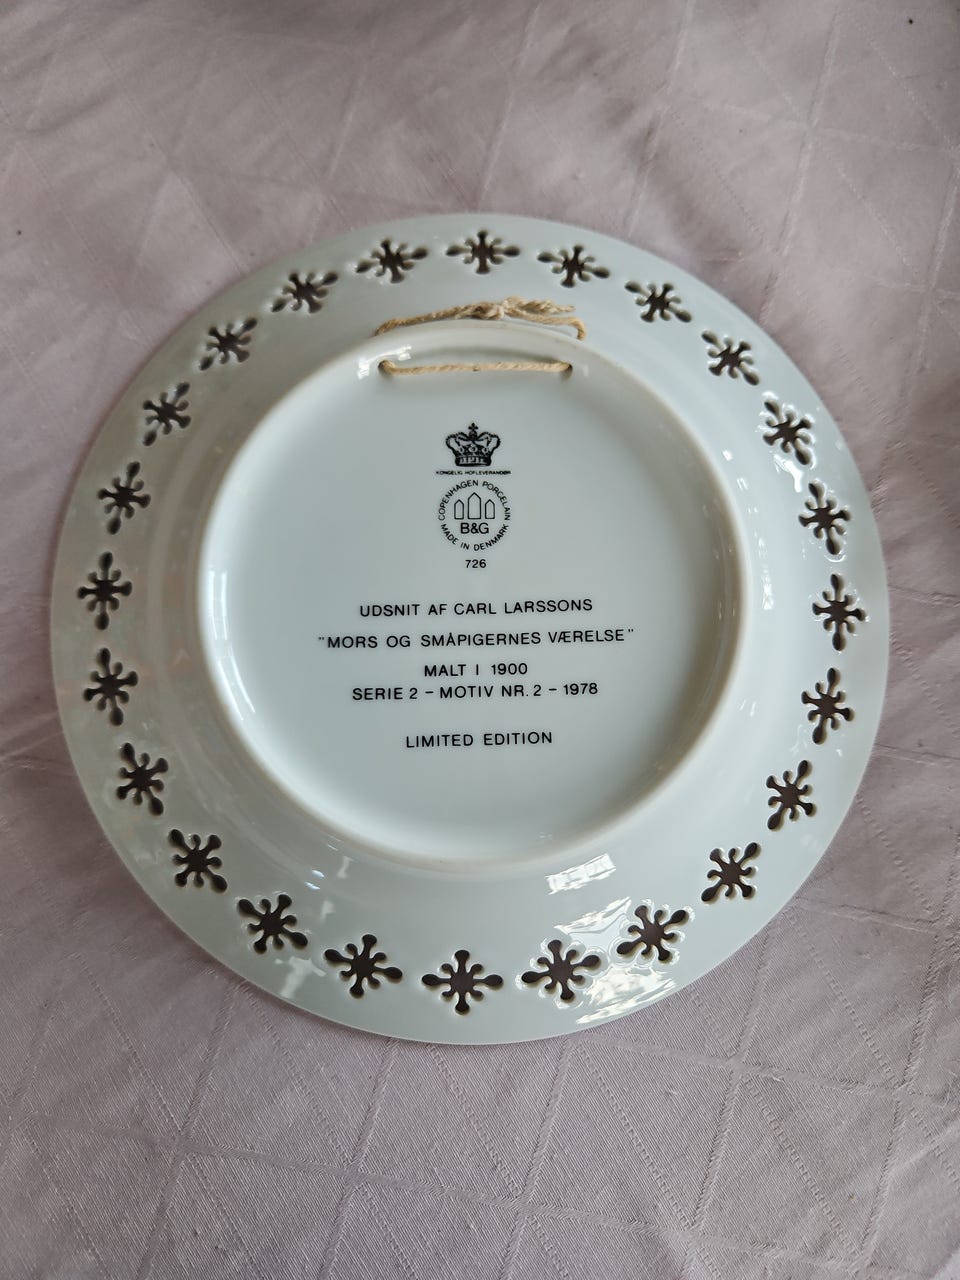 KONGELIG HOFLEVERANDØR
COPENHAGEN PORCELAIN
B&G
MADE IN DENMARK
726
UDSNIT AF CARL LARSSONS
"MORS OG SMÅPIGERNES VÆRELSE"
MALT I 1900
SERIE 2 - MOTIV NR. 2 - 1978
LIMITED EDITION